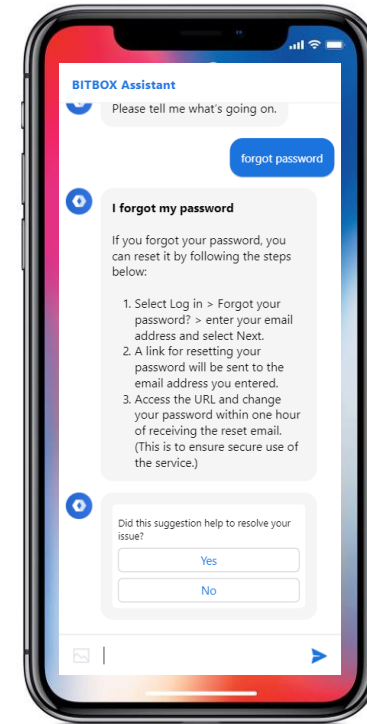 BITBOX Assistant
Please tell me what's going on.
forgot password
I forgot my password
If you forgot your password, you
can reset it by following the steps
below:
1. Select Log in > Forgot your
password? > enter your email
address and select Next.
2. A link for resetting your
password will be sent to the
email address you entered.
3. Access the URL and change
your password within one hour
of receiving the reset email.
(This is to ensure secure use of
the service.)
Did this suggestion help to resolve your
issue?
Yes
No